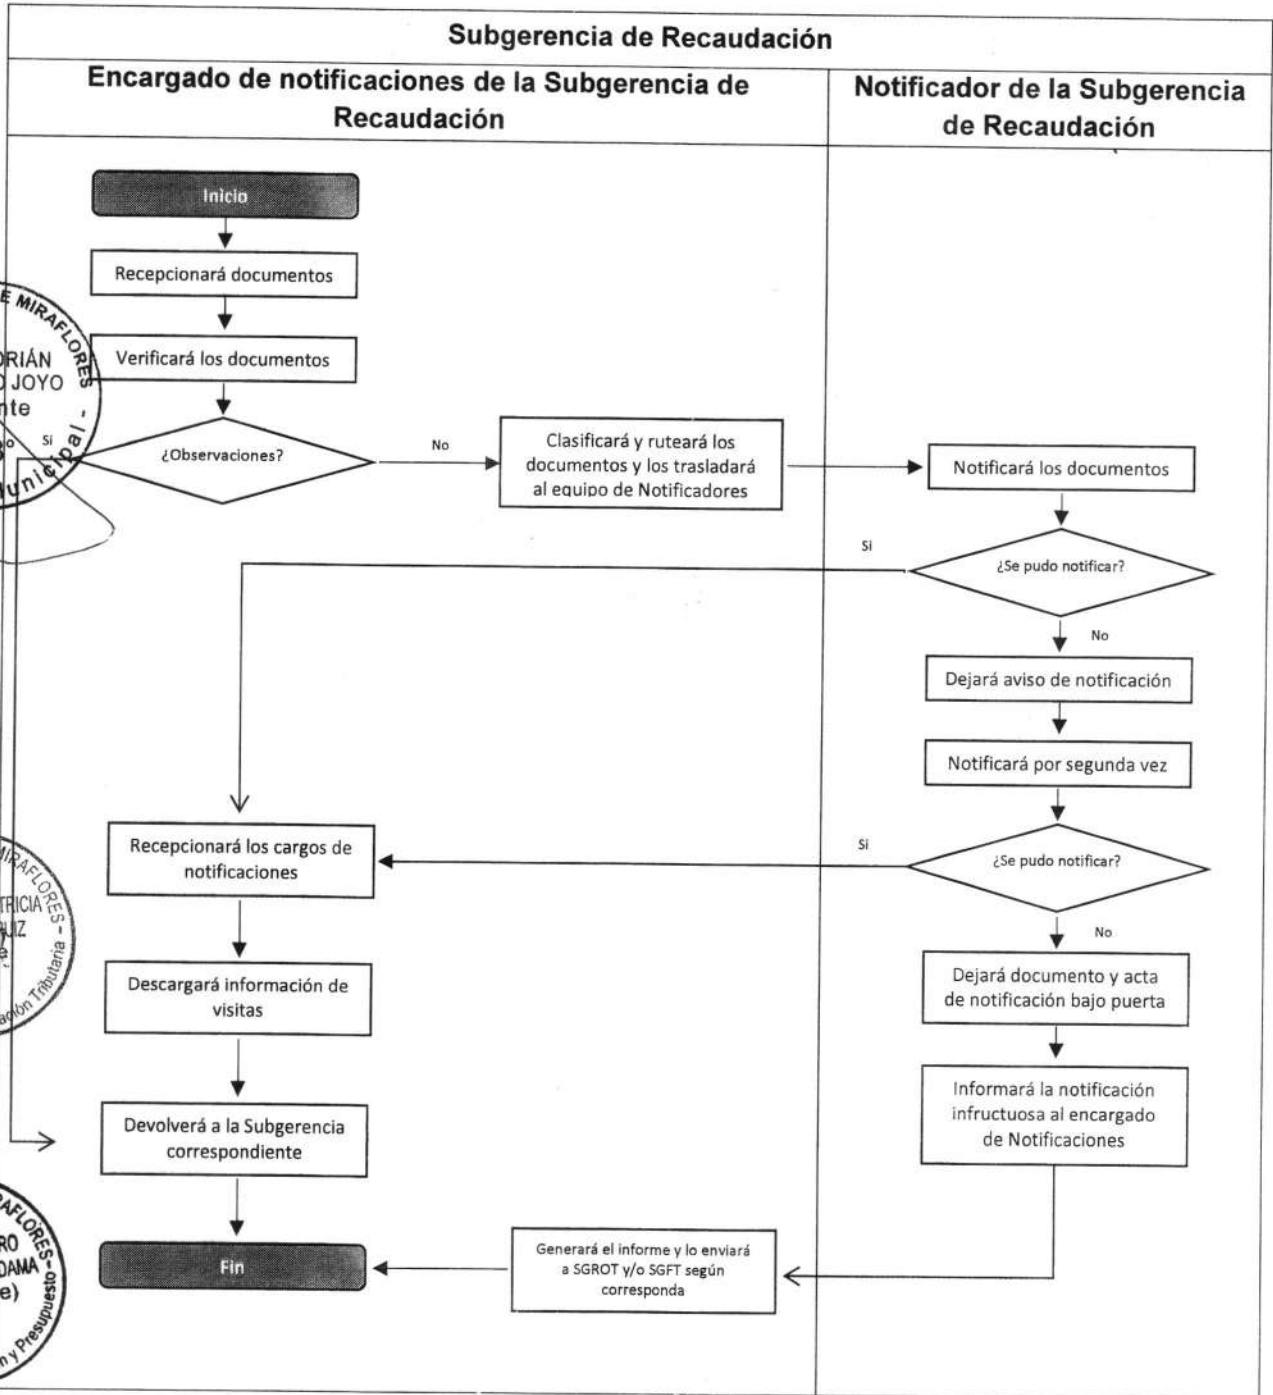 Subgerencia de Recaudación
Encargado de notificaciones de la Subgerencia de
Recaudación
Notificador de la Subgerencia
de Recaudación
Inicio
Recepcionará documentos
Verificará los documentos
¿Observaciones?
Si
No
Clasificará y ruteará los
documentos y los trasladará
al equipo de Notificadores
Notificará los documentos
¿Se pudo notificar?
Si
No
Dejará aviso de notificación
Notificará por segunda vez
¿Se pudo notificar?
Si
No
Recepcionará los cargos de
notificaciones
Descargará información de
visitas
Dejará documento y acta
de notificación bajo puerta
Informará la notificación
infructuosa al encargado
de Notificaciones
Devolverá a la Subgerencia
correspondiente
Generará el informe y lo enviará
a SGROT y/o SGFT según
corresponda
Fin
MIRAFLORES
JOYO
MIRAFLORES
Tributaria
y Presupuesto